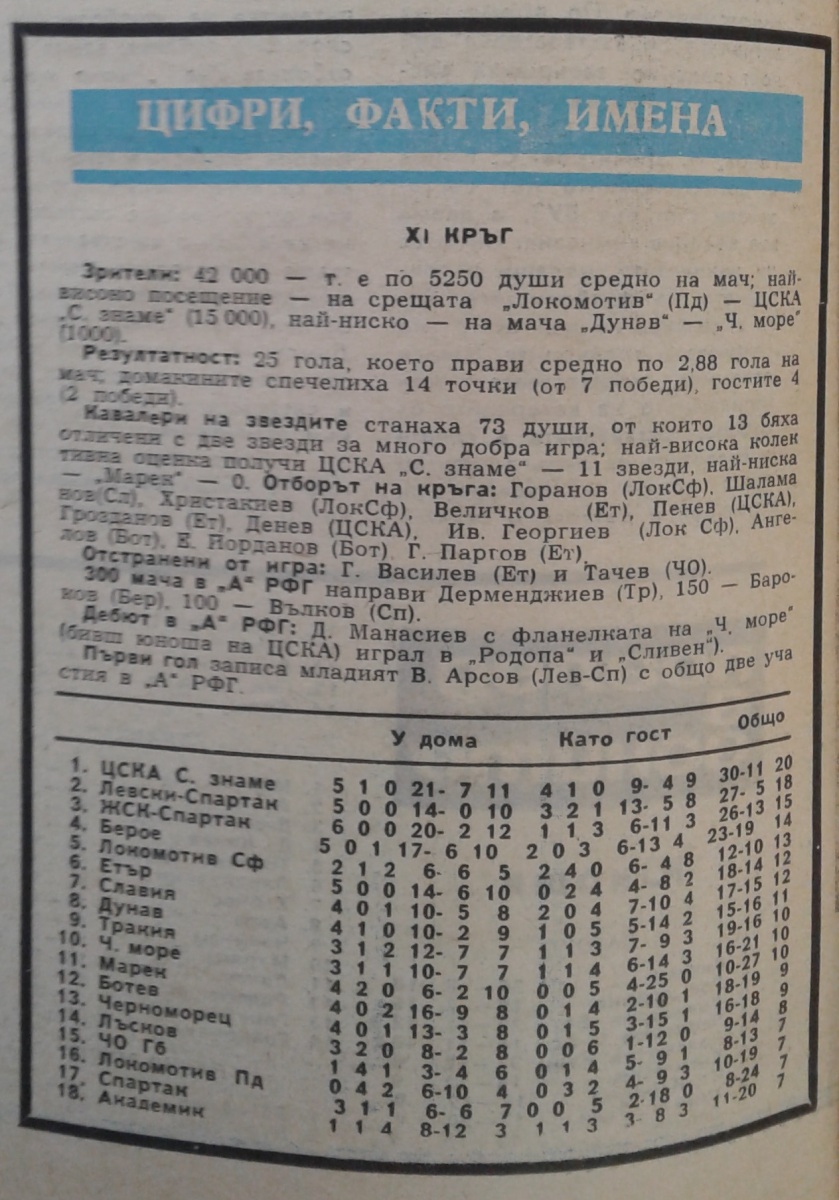 ЦИФРИ, ФАКТИ, ИМЕНА
XI КРЪГ
Зрители: 42 000 — т. е по 5250 души средно на мач; най-
високо посещение — на срещата „Локомотив“ (Пд) — ЦСКА
„С. знаме“ (15 000), най-ниско — на мача „Дунав“ — „Ч. море“
(1000).
Резултатност: 25 гола, което прави средно по 2,88 гола на
мач; домакините спечелиха 14 точки (от 7 победи), гостите 4
(2 победи).
Кавалери на звездите станаха 73 души, от които 13 бяха
отличени с две звезди за много добра игра; най-висока колек
тивна оценка получи ЦСКА „С. знаме“ — 11 звезди, най-ниска
— „Марек“ — 0. Отборът на кръга: Горанов (ЛокСф), Шалама
нов(Сл), Христакиев (ЛокСф), Величков (Ет), Пенев (ЦСКА),
Грозданов (Ет), Денев (ЦСКА), Ив. Георгиев (Лок Сф), Анге-
лов (Бот), Е. Йорданов (Бот) Г. Паргов (Ет).
Отстранени от игра: Г. Василев (Ет) и Тачев (ЧО).
300 мача в „А“ РФГ направи Дерменджиев (Тр), 150 — Баро-
ков (Бер), 100 — Вълков (Сп).
Дебют в „А“ РФГ: Д. Манасиев с фланелката на „Ч. море“
(бивш юноша на ЦСКА) играл в „Родопа“ и „Сливен“).
Първи гол записа младият В. Арсов (Лев-Сп) с общо две уча
стия в „А“ РФГ.
У дома Като гост Общо
1. ЦСКА С. знаме 5 1 0 21- 7 11 4 1 0 9- 4 9 30-11 20
2. Левски-Спартак 5 0 0 14- 0 10 3 2 1 13- 5 8 27- 5 18
3. ЖСК-Спартак 6 0 0 20- 2 12 1 1 3 6-11 3 26-13 15
4. Берое 5 0 1 17- 6 10 2 0 3 6-13 4 23-19 14
5. Локомотив Сф 2 1 2 6- 6 5 2 4 0 6- 4 8 12-10 13
6. Етър 5 0 0 14- 6 10 0 2 4 4- 8 2 18-14 12
7. Славия 4 0 1 10- 5 8 2 0 4 7-10 4 17-15 12
8. Дунав 4 1 0 10- 2 9 1 0 5 5-14 2 15-16 11
9. Тракия 3 1 2 12- 7 7 1 1 3 7- 9 3 19-16 10
10. Ч. море 3 1 1 10- 7 7 1 1 4 6-14 3 16-21 10
11. Марек 4 2 0 6- 2 10 0 0 5 4-25 0 10-27 10
12. Ботев 4 0 2 16- 9 8 0 1 4 2-10 1 18-19 9
13. Черноморец 4 0 1 13- 3 8 0 1 5 3-15 1 16-18 9
14. Лъснов 3 2 0 8- 2 8 0 0 6 1-12 0 9-14 8
15. ЧО Гб 1 4 1 3- 4 6 0 1 4 5- 9 1 8-13 7
16. Локомотив Пд 0 4 2 6-10 4 0 3 2 4- 9 3 10-19 7
17. Спартак 3 1 1 6- 6 7 0 0 5 2-18 0 8-24 7
18. Академик 1 1 4 8-12 3 1 1 3 3- 8 3 11-20 7